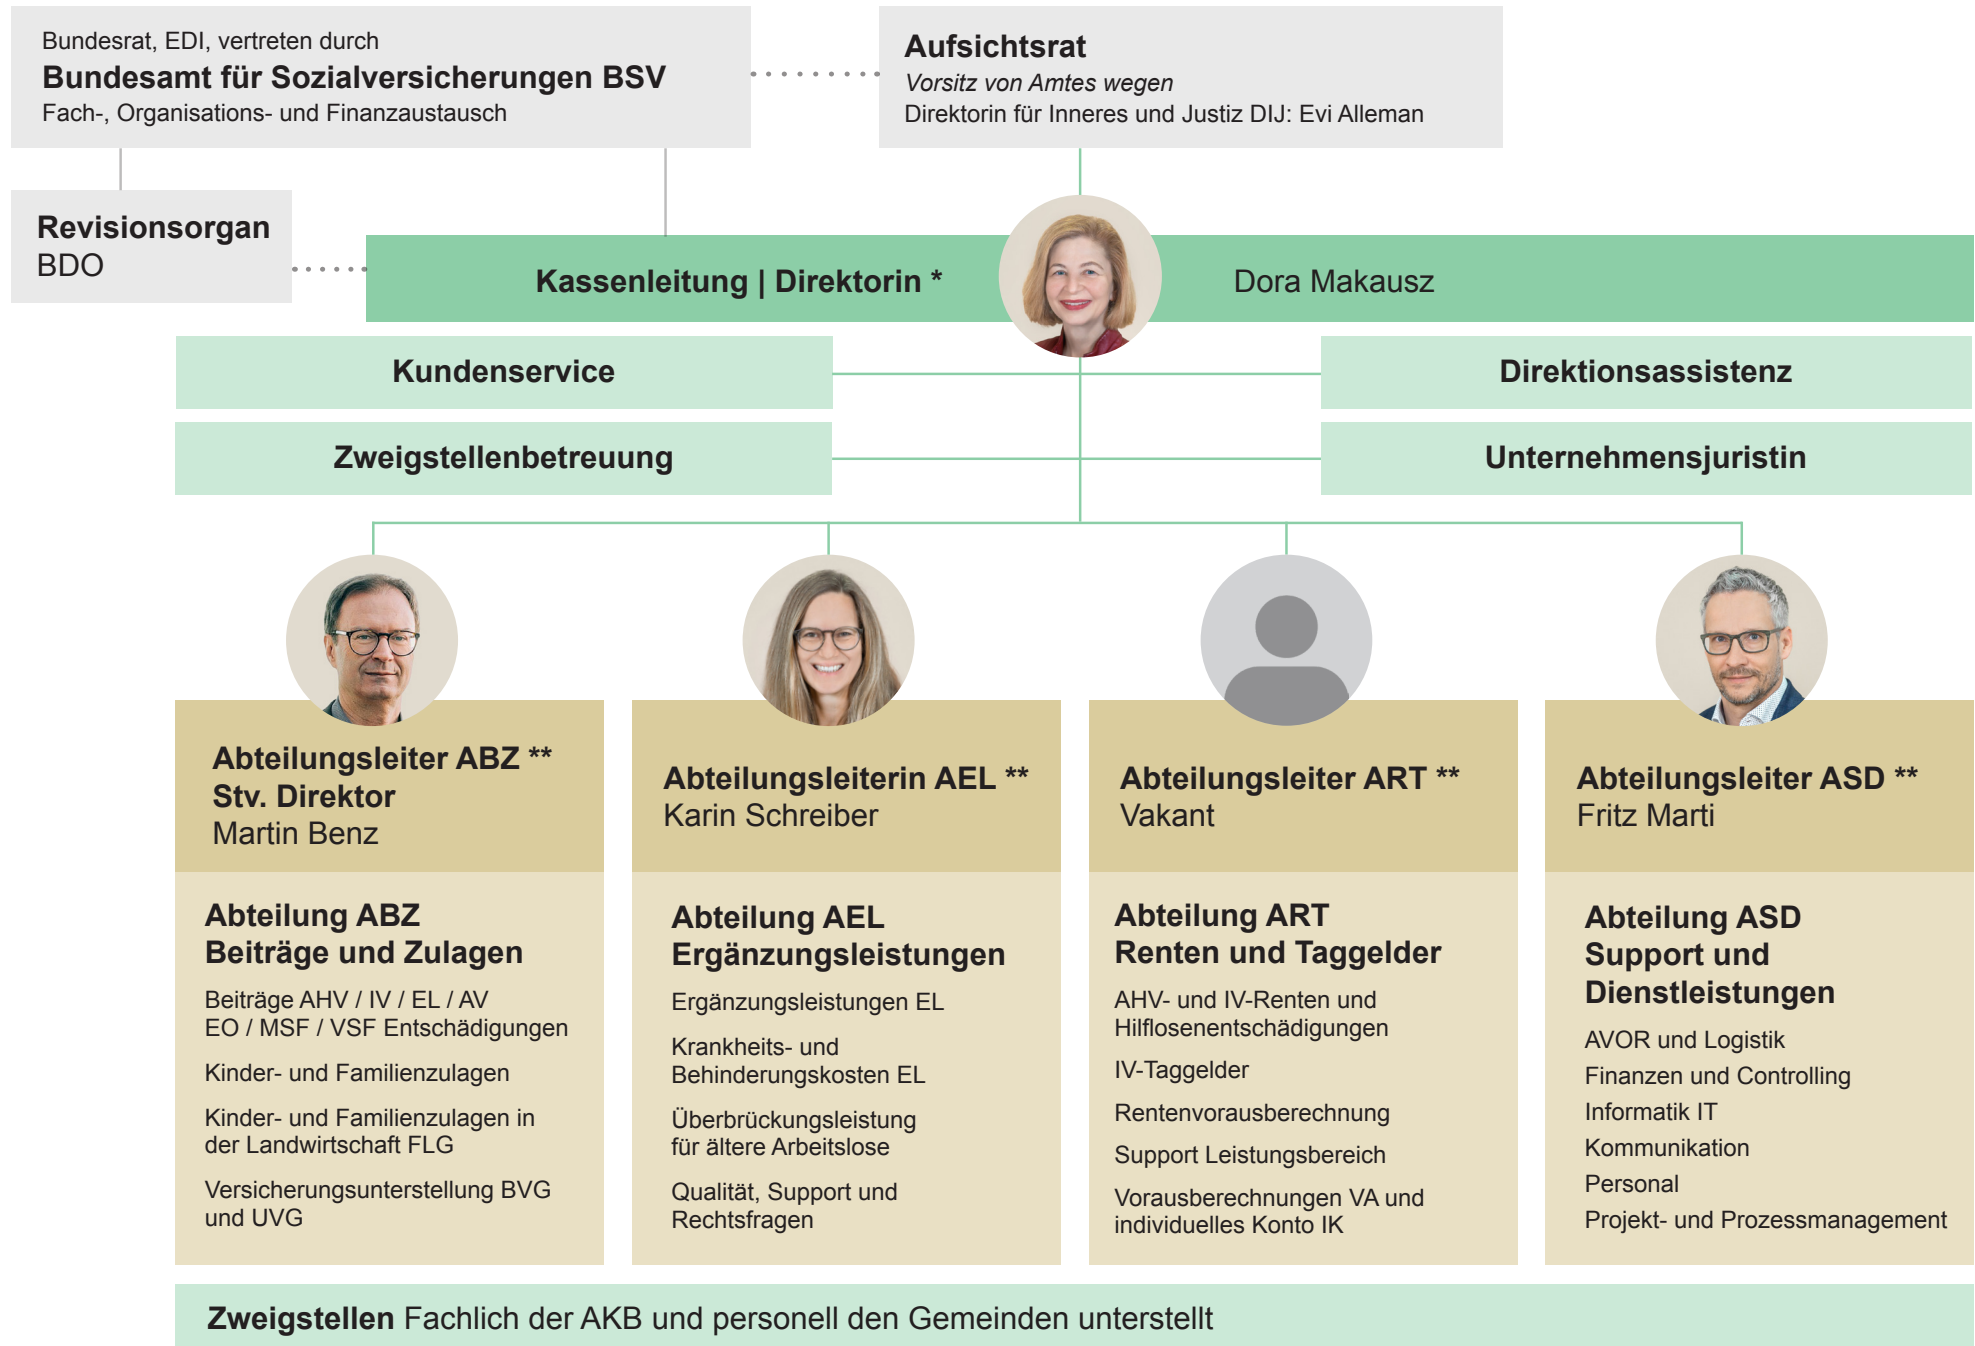 Bundesrat, EDI, vertreten durch
Bundesamt für Sozialversicherungen BSV
Fach-, Organisations- und Finanzaustausch
Aufsichtsrat
Vorsitz von Amtes wegen
Direktorin für Inneres und Justiz DIJ: Evi Alleman
Revisionsorgan
BDO
Kassenleitung | Direktorin *
Dora Makausz
Kundenservice
Direktionsassistenz
Zweigstellenbetreuung
Unternehmensjuristin
Abteilungsleiter ABZ **
Stv. Direktor
Martin Benz
Abteilung ABZ
Beiträge und Zulagen
Beiträge AHV / IV / EL / AV
EO / MSF / VSF Entschädigungen
Kinder- und Familienzulagen
Kinder- und Familienzulagen in
der Landwirtschaft FLG
Versicherungsunterstellung BVG
und UVG
Abteilungsleiterin AEL **
Karin Schreiber
Abteilung AEL
Ergänzungsleistungen
Ergänzungsleistungen EL
Krankheits- und
Behinderungskosten EL
Überbrückungsleistung
für ältere Arbeitslose
Qualität, Support und
Rechtsfragen
Abteilungsleiter ART **
Vakant
Abteilung ART
Renten und Taggelder
AHV- und IV-Renten und
Hilflosenentschädigungen
IV-Taggelder
Rentenvorausberechnung
Support Leistungsbereich
Vorausberechnungen VA und
individuelles Konto IK
Abteilungsleiter ASD **
Fritz Marti
Abteilung ASD
Support und
Dienstleistungen
AVOR und Logistik
Finanzen und Controlling
Informatik IT
Kommunikation
Personal
Projekt- und Prozessmanagement
Zweigstellen Fachlich der AKB und personell den Gemeinden unterstellt